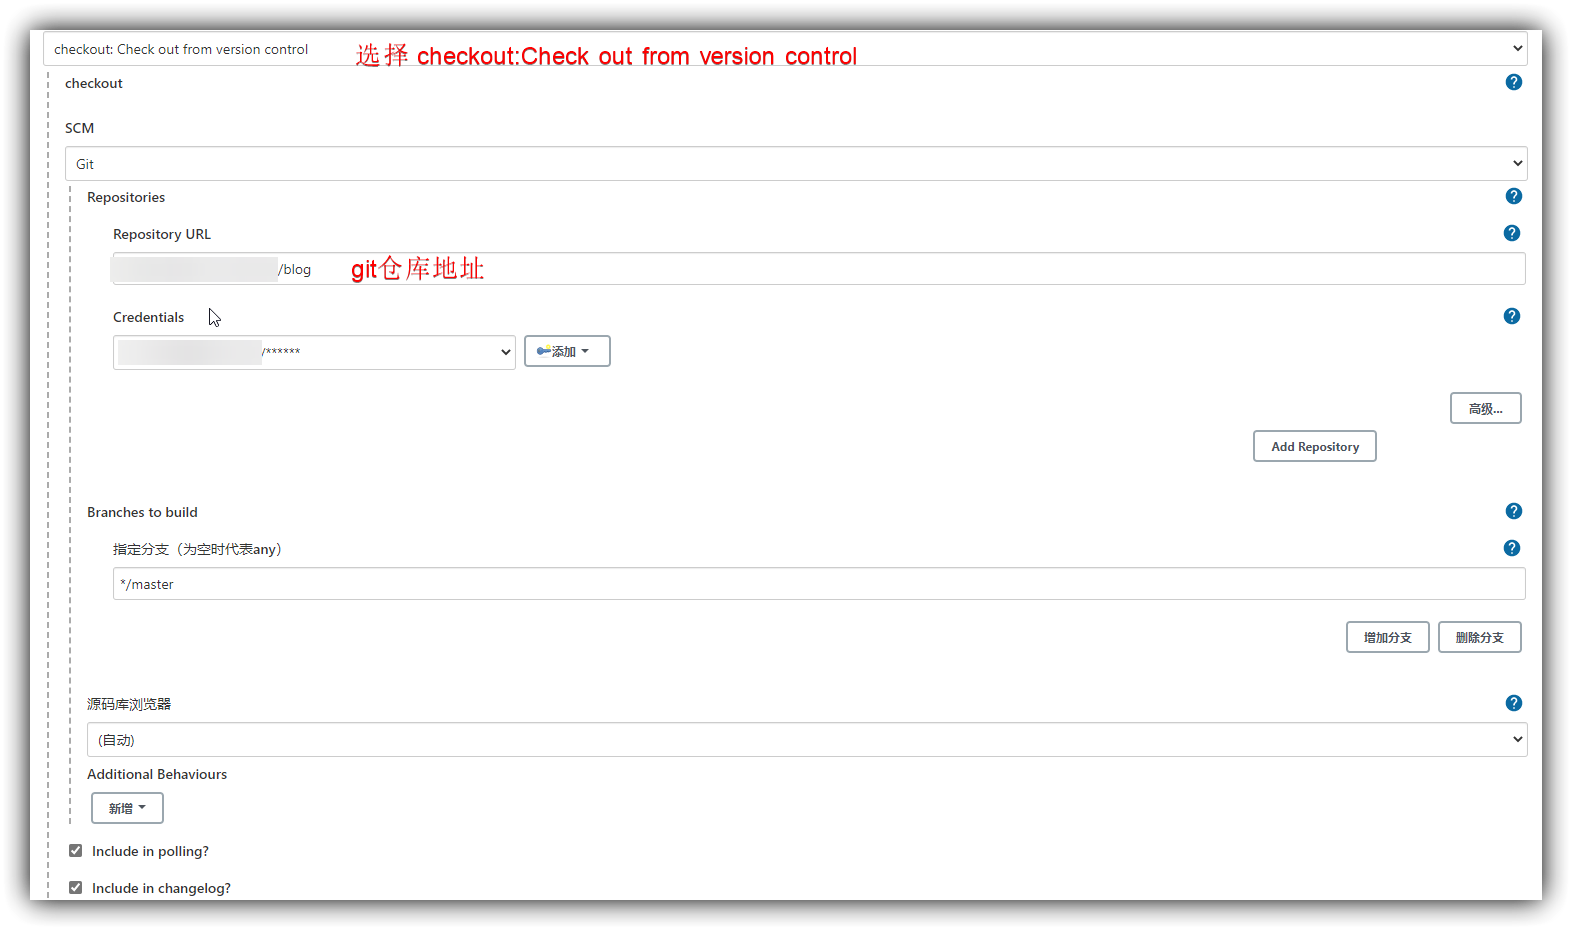 checkout: Check out from version control
选择 checkout:Check out from version control
checkout
SCM
Git
Repositories
Repository URL
/blog
git仓库地址
Credentials
/******
添加
高级...
Add Repository
Branches to build
指定分支（为空时代表any）
*/master
增加分支
删除分支
源码库浏览器
(自动)
Additional Behaviours
新增
Include in polling?
Include in changelog?